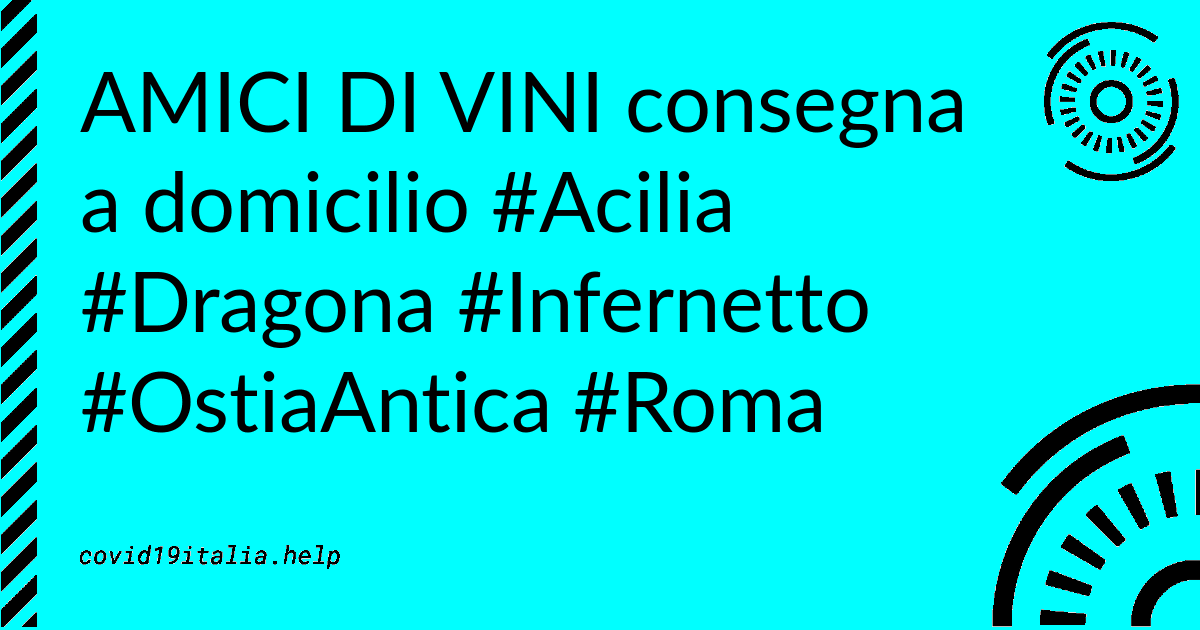 AMICI DI VINI consegna
a domicilio #Acilia
#Dragona #Infernetto
#OstiaAntica #Roma
covid19italia.help